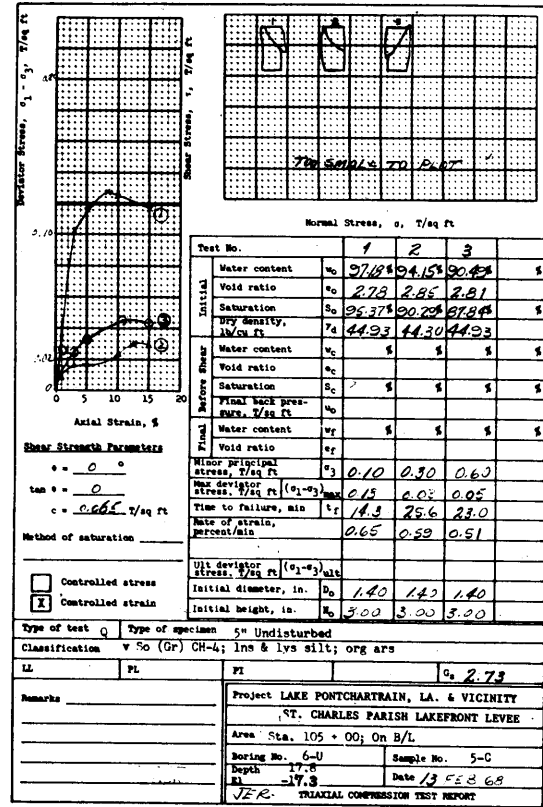 Deviator Stress, σ1 - σ3, T/sq ft
Shear Stress, τ, T/sq ft
0 5 10 15 20
Axial Strain, %
1 2 3
TOO SMALL TO PLOT
Normal Stress, σ, T/sq ft
Shear Strength Parameters
φ = 0 °
tan φ = 0
c = 0.065 T/sq ft
Method of saturation
Controlled stress
X Controlled strain
Test No. 1 2 3
Initial
Water content w₀ 97.18% 94.15% 90.49% %
Void ratio e₀ 2.78 2.85 2.81
Saturation S₀ 95.37% 90.29% 87.84% %
Dry density, lb/cu ft γd 44.93 44.30 44.93
Before Shear
Water content wc % % % %
Void ratio ec
Saturation Sc % % % %
Final back pressure, T/sq ft u₀
Final
Water content wf % % % %
Void ratio ef
Minor principal stress, T/sq ft σ3 0.10 0.30 0.60
Max deviator stress, T/sq ft (σ1-σ3)max 0.13 0.03 0.05
Time to failure, min tf 14.3 25.6 23.0
Rate of strain, percent/min 0.65 0.59 0.51
Ult deviator stress, T/sq ft (σ1-σ3)ult
Initial diameter, in. D₀ 1.40 1.40 1.40
Initial height, in. H₀ 3.00 3.00 3.00
Type of test Q Type of specimen 5" Undisturbed
Classification v So (Gr) CH-4; lns & lys silt; org ars
LL PL PI Gs 2.73
Remarks
Project LAKE PONTCHARTRAIN, LA. & VICINITY
ST. CHARLES PARISH LAKEFRONT LEVEE
Area Sta. 105 + 00; On B/L
Boring No. 6-U Sample No. 5-C
Depth 17.8
El -17.3 Date 13 FEB 68
JER. TRIAXIAL COMPRESSION TEST REPORT